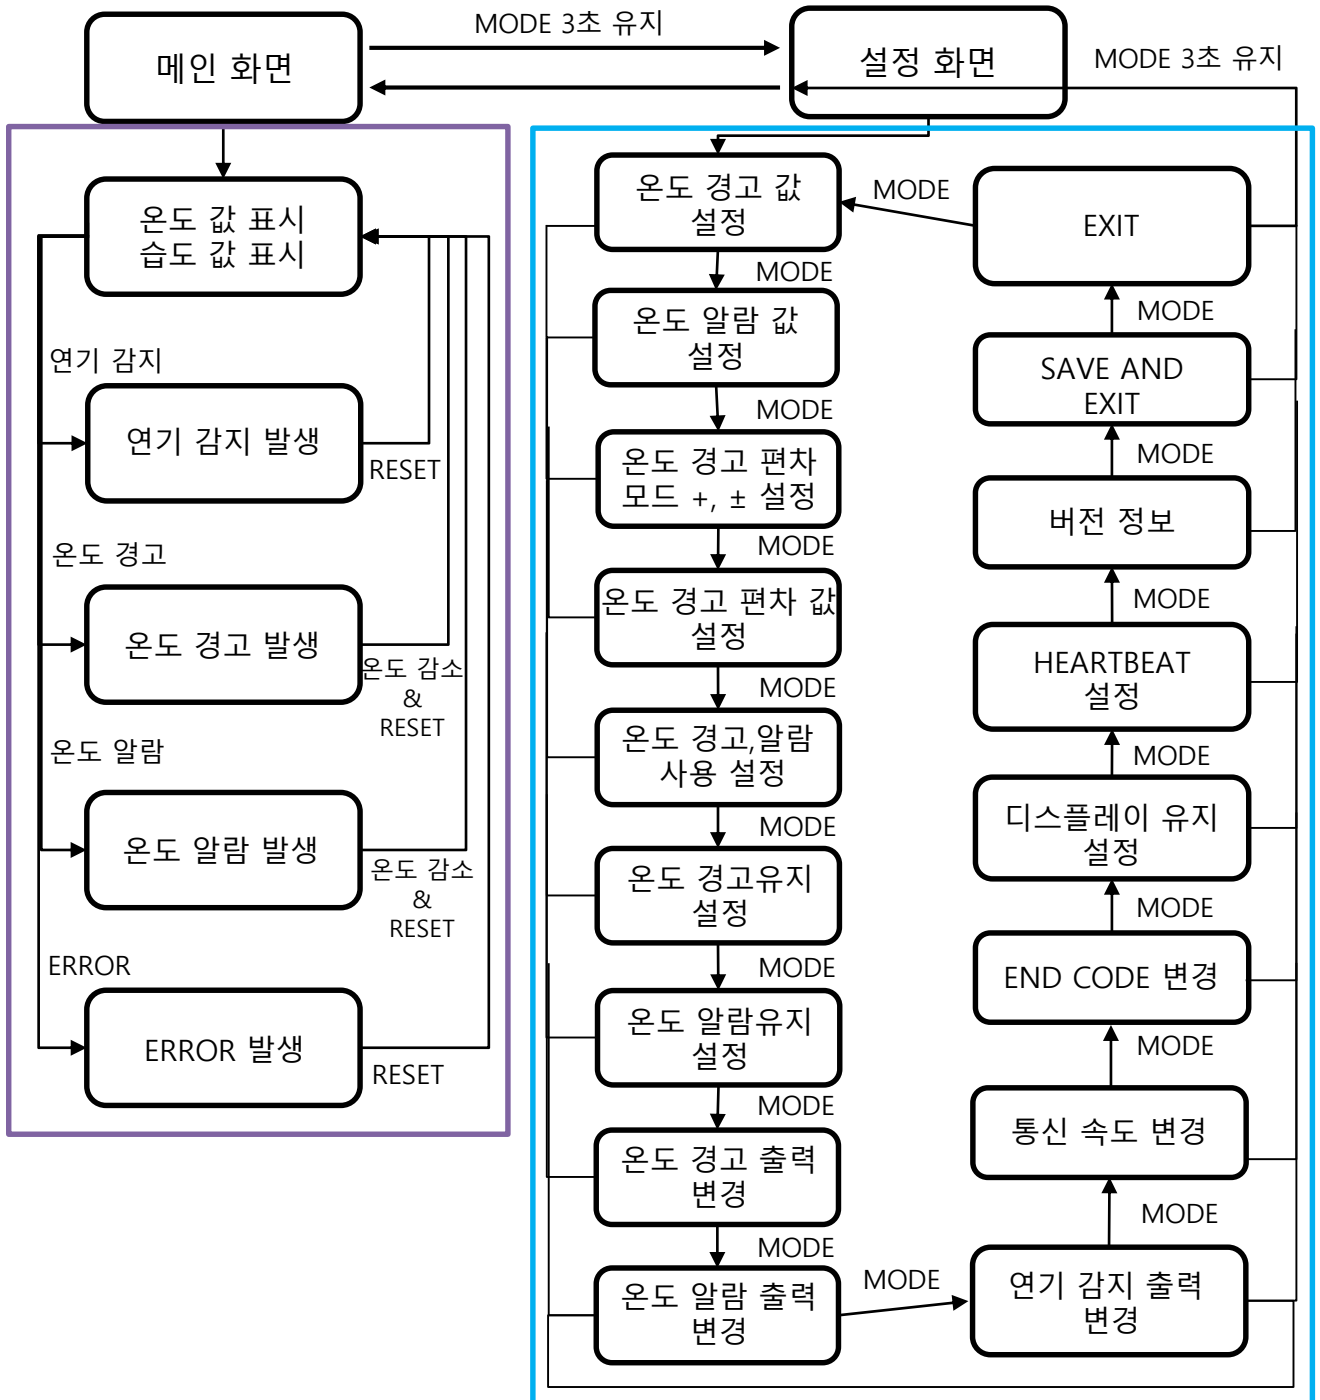 MODE 3초 유지
메인 화면
설정 화면
MODE 3초 유지
온도 값 표시
습도 값 표시
연기 감지
연기 감지 발생
RESET
온도 경고
온도 경고 발생
온도 감소
&
RESET
온도 알람
온도 알람 발생
온도 감소
&
RESET
ERROR
ERROR 발생
RESET
온도 경고 값
설정
MODE
온도 알람 값
설정
MODE
온도 경고 편차
모드 +, ± 설정
MODE
온도 경고 편차 값
설정
MODE
온도 경고,알람
사용 설정
MODE
온도 경고유지
설정
MODE
온도 알람유지
설정
MODE
온도 경고 출력
변경
MODE
온도 알람 출력
변경
MODE
연기 감지 출력
변경
MODE
통신 속도 변경
MODE
END CODE 변경
MODE
디스플레이 유지
설정
MODE
HEARTBEAT
설정
MODE
버전 정보
MODE
SAVE AND
EXIT
MODE
EXIT
MODE